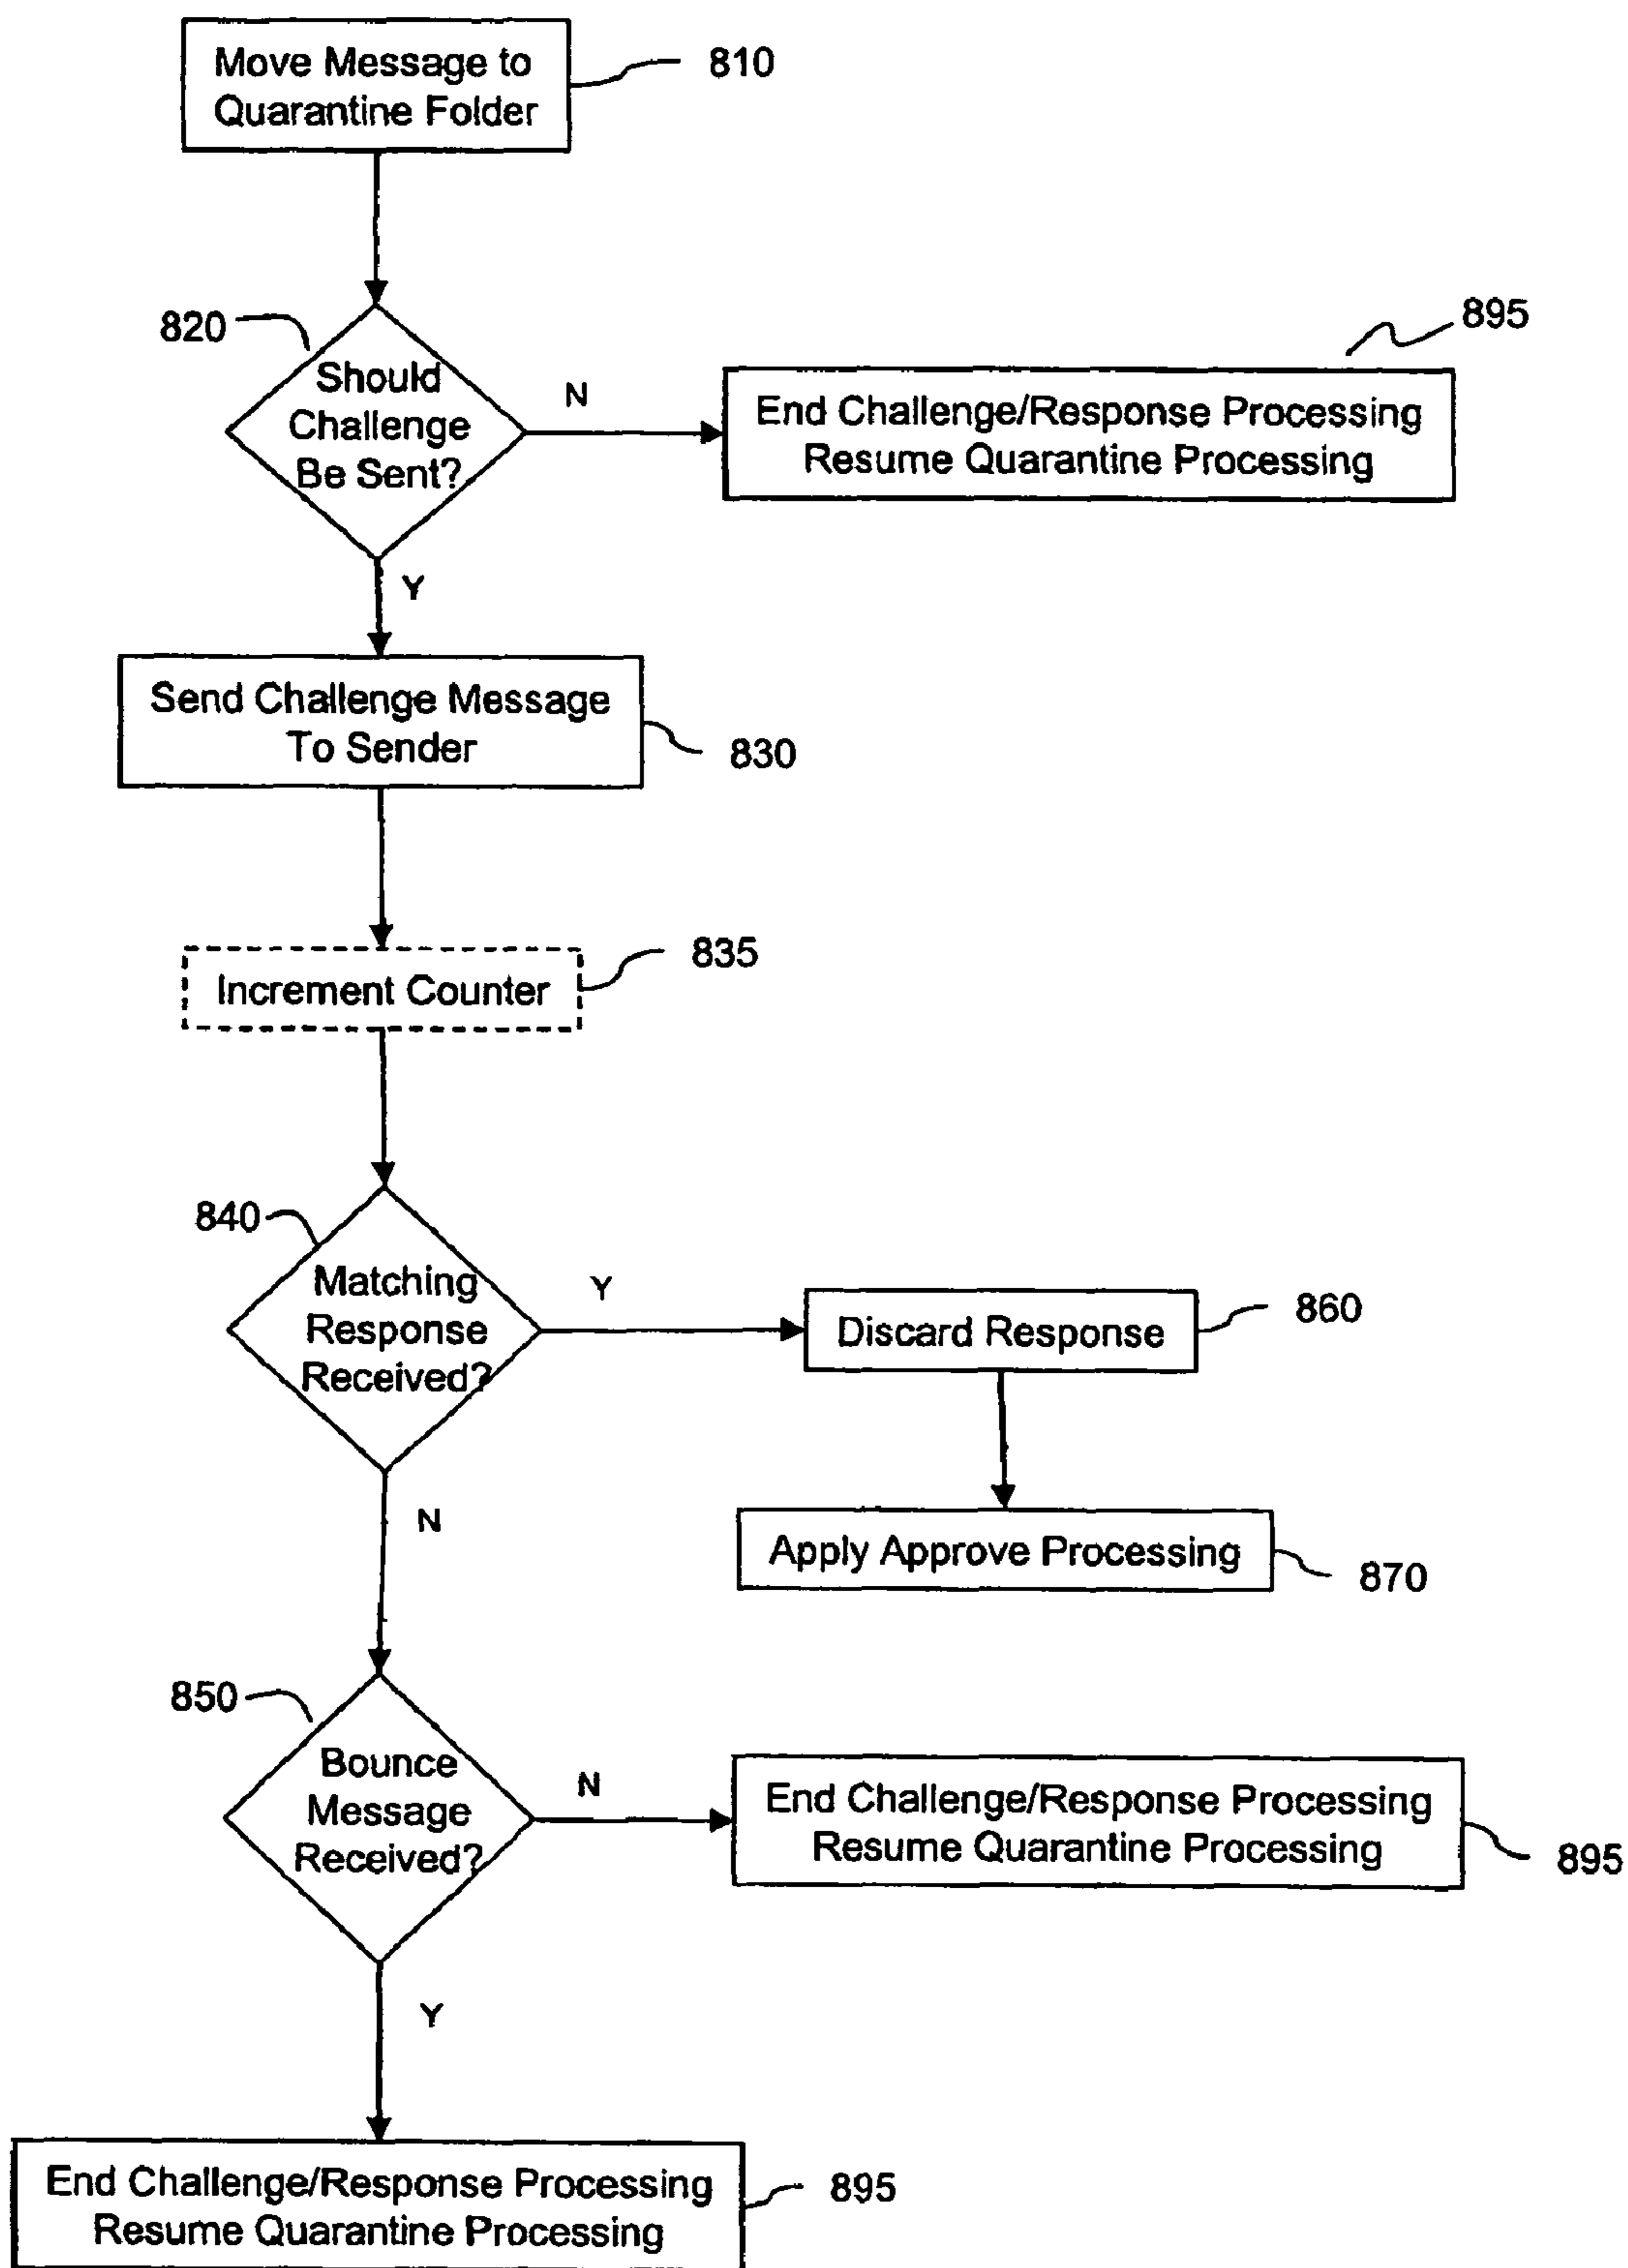 Move Message to
Quarantine Folder
810
820
Should
Challenge
Be Sent?
N
895
End Challenge/Response Processing
Resume Quarantine Processing
Y
Send Challenge Message
To Sender
830
Increment Counter
835
840
Matching
Response
Received?
Y
Discard Response
860
N
Apply Approve Processing
870
850
Bounce
Message
Received?
N
End Challenge/Response Processing
Resume Quarantine Processing
895
Y
End Challenge/Response Processing
Resume Quarantine Processing
895